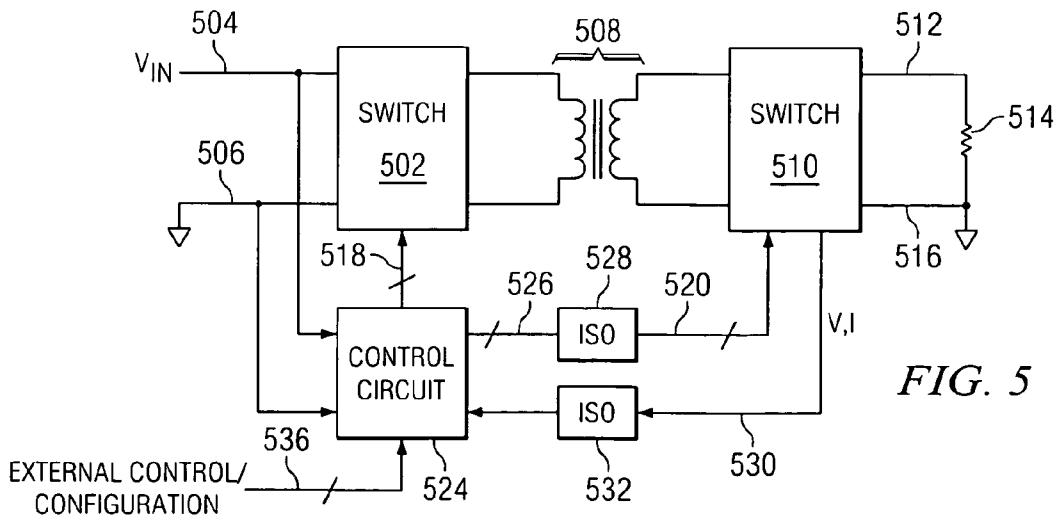 504
508
512
V_IN
SWITCH
502
SWITCH
510
514
506
516
518
526
528
520
V,I
CONTROL
CIRCUIT
ISO
ISO
FIG. 5
536
524
532
530
EXTERNAL CONTROL/
CONFIGURATION